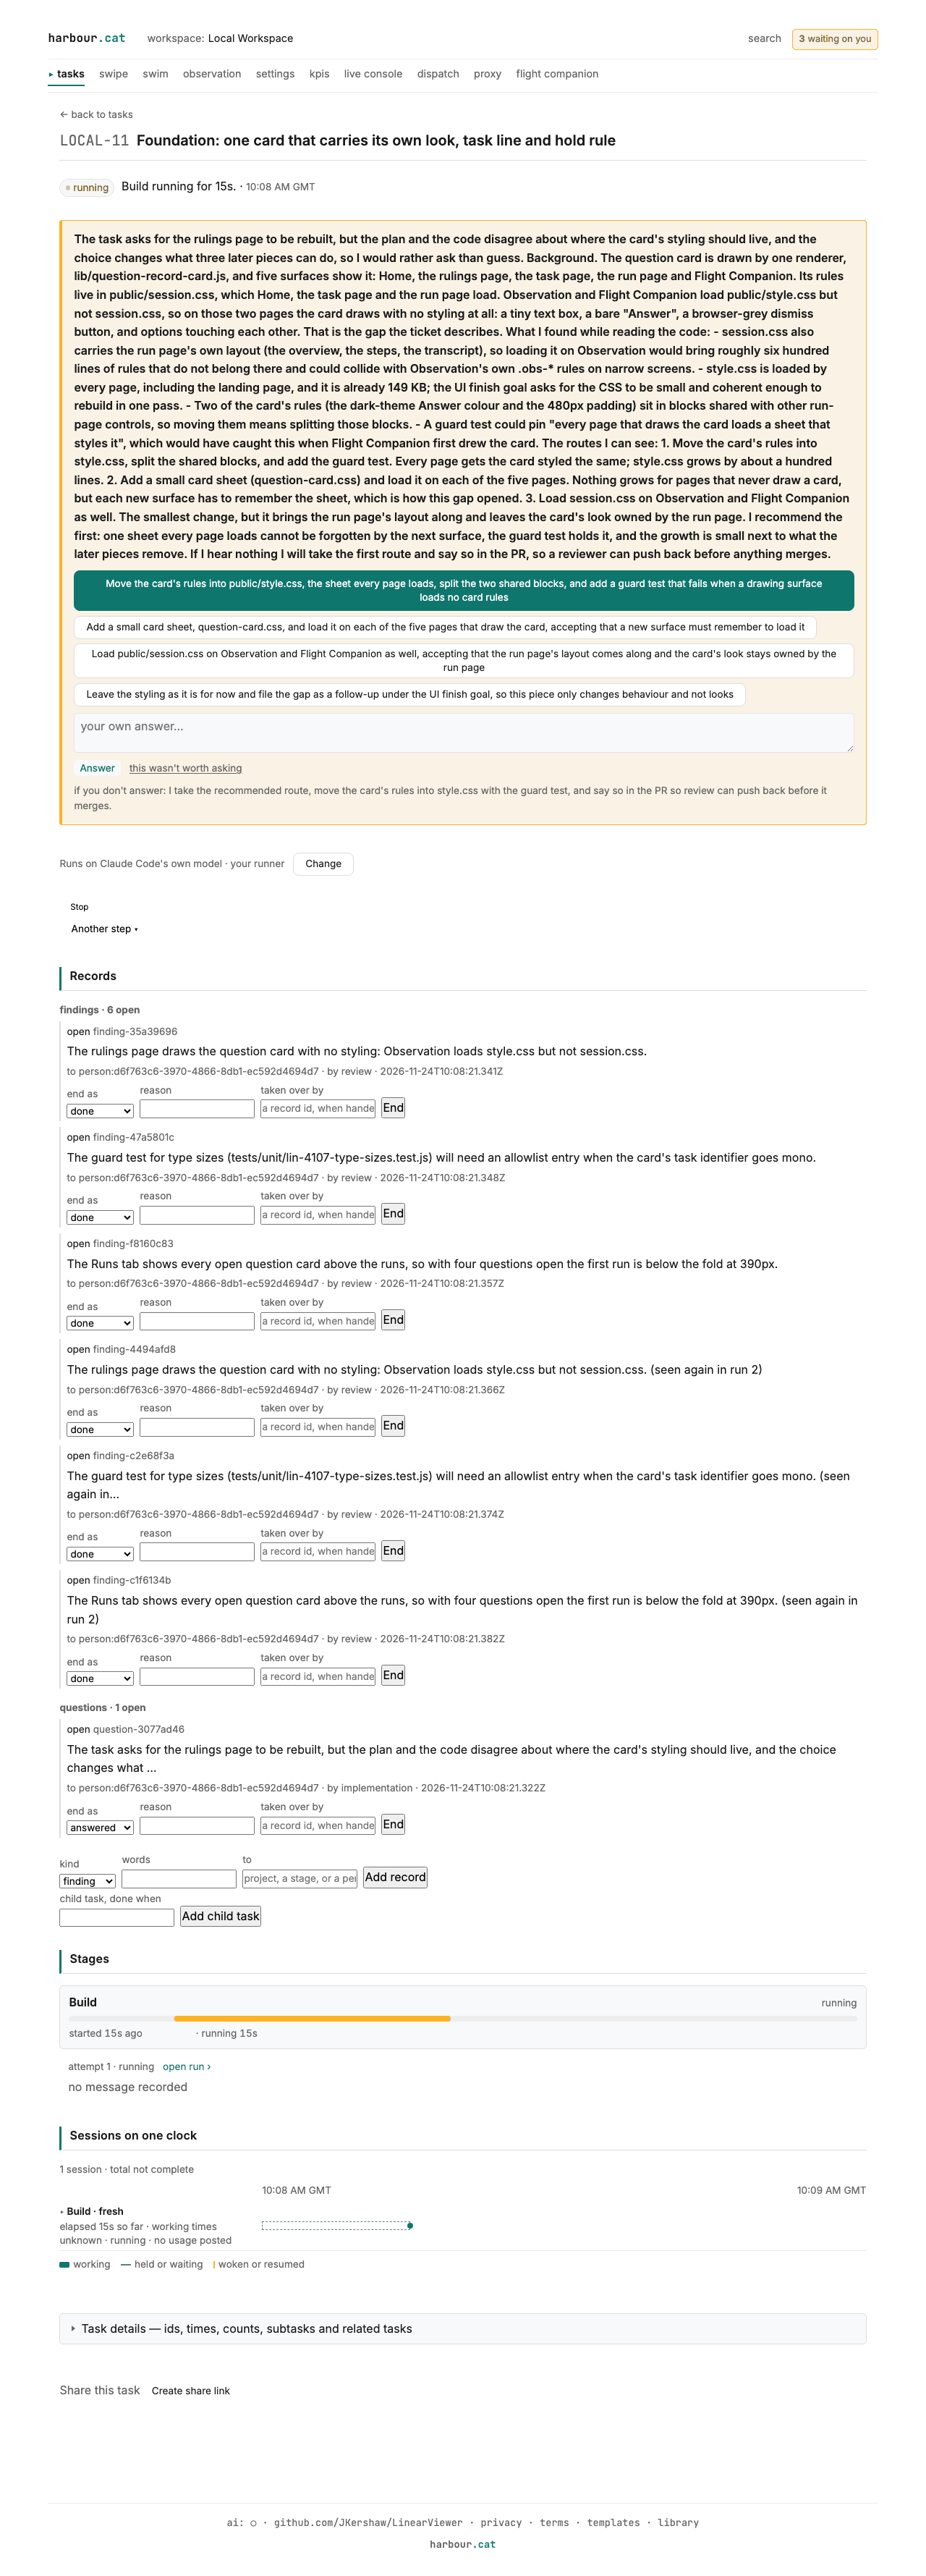 harbour.cat workspace: Local Workspace search 3 waiting on you
▸ tasks swipe swim observation settings kpis live console dispatch proxy flight companion
← back to tasks
LOCAL-11 Foundation: one card that carries its own look, task line and hold rule
running Build running for 15s. · 10:08 AM GMT
The task asks for the rulings page to be rebuilt, but the plan and the code disagree about where the card's styling should live, and the
choice changes what three later pieces can do, so I would rather ask than guess. Background. The question card is drawn by one renderer,
lib/question-record-card.js, and five surfaces show it: Home, the rulings page, the task page, the run page and Flight Companion. Its rules
live in public/session.css, which Home, the task page and the run page load. Observation and Flight Companion load public/style.css but
not session.css, so on those two pages the card draws with no styling at all: a tiny text box, a bare "Answer", a browser-grey dismiss
button, and options touching each other. That is the gap the ticket describes. What I found while reading the code: - session.css also
carries the run page's own layout (the overview, the steps, the transcript), so loading it on Observation would bring roughly six hundred
lines of rules that do not belong there and could collide with Observation's own .obs-* rules on narrow screens. - style.css is loaded by
every page, including the landing page, and it is already 149 KB; the UI finish goal asks for the CSS to be small and coherent enough to
rebuild in one pass. - Two of the card's rules (the dark-theme Answer colour and the 480px padding) sit in blocks shared with other run-
page controls, so moving them means splitting those blocks. - A guard test could pin "every page that draws the card loads a sheet that
styles it", which would have caught this when Flight Companion first drew the card. The routes I can see: 1. Move the card's rules into
style.css, split the shared blocks, and add the guard test. Every page gets the card styled the same; style.css grows by about a hundred
lines. 2. Add a small card sheet (question-card.css) and load it on each of the five pages. Nothing grows for pages that never draw a card,
but each new surface has to remember the sheet, which is how this gap opened. 3. Load session.css on Observation and Flight Companion
as well. The smallest change, but it brings the run page's layout along and leaves the card's look owned by the run page. I recommend the
first: one sheet every page loads cannot be forgotten by the next surface, the guard test holds it, and the growth is small next to what the
later pieces remove. If I hear nothing I will take the first route and say so in the PR, so a reviewer can push back before anything merges.
Move the card's rules into public/style.css, the sheet every page loads, split the two shared blocks, and add a guard test that fails when a drawing surface
loads no card rules
Add a small card sheet, question-card.css, and load it on each of the five pages that draw the card, accepting that a new surface must remember to load it
Load public/session.css on Observation and Flight Companion as well, accepting that the run page's layout comes along and the card's look stays owned by the
run page
Leave the styling as it is for now and file the gap as a follow-up under the UI finish goal, so this piece only changes behaviour and not looks
your own answer...
Answer this wasn't worth asking
if you don't answer: I take the recommended route, move the card's rules into style.css with the guard test, and say so in the PR so review can push back before it
merges.
Runs on Claude Code's own model · your runner Change
Stop
Another step ▾
Records
findings · 6 open
open finding-35a39696
The rulings page draws the question card with no styling: Observation loads style.css but not session.css.
to person:d6f763c6-3970-4866-8db1-ec592d4694d7 · by review · 2026-11-24T10:08:21.341Z
end as reason taken over by
done a record id, when hande End
open finding-47a5801c
The guard test for type sizes (tests/unit/lin-4107-type-sizes.test.js) will need an allowlist entry when the card's task identifier goes mono.
to person:d6f763c6-3970-4866-8db1-ec592d4694d7 · by review · 2026-11-24T10:08:21.348Z
end as reason taken over by
done a record id, when hande End
open finding-f8160c83
The Runs tab shows every open question card above the runs, so with four questions open the first run is below the fold at 390px.
to person:d6f763c6-3970-4866-8db1-ec592d4694d7 · by review · 2026-11-24T10:08:21.357Z
end as reason taken over by
done a record id, when hande End
open finding-4494afd8
The rulings page draws the question card with no styling: Observation loads style.css but not session.css. (seen again in run 2)
to person:d6f763c6-3970-4866-8db1-ec592d4694d7 · by review · 2026-11-24T10:08:21.366Z
end as reason taken over by
done a record id, when hande End
open finding-c2e68f3a
The guard test for type sizes (tests/unit/lin-4107-type-sizes.test.js) will need an allowlist entry when the card's task identifier goes mono. (seen
again in…
to person:d6f763c6-3970-4866-8db1-ec592d4694d7 · by review · 2026-11-24T10:08:21.374Z
end as reason taken over by
done a record id, when hande End
open finding-c1f6134b
The Runs tab shows every open question card above the runs, so with four questions open the first run is below the fold at 390px. (seen again in
run 2)
to person:d6f763c6-3970-4866-8db1-ec592d4694d7 · by review · 2026-11-24T10:08:21.382Z
end as reason taken over by
done a record id, when hande End
questions · 1 open
open question-3077ad46
The task asks for the rulings page to be rebuilt, but the plan and the code disagree about where the card's styling should live, and the choice
changes what …
to person:d6f763c6-3970-4866-8db1-ec592d4694d7 · by implementation · 2026-11-24T10:08:21.322Z
end as reason taken over by
answered a record id, when hande End
kind words to
finding project, a stage, or a per Add record
child task, done when
Add child task
Stages
Build running
started 15s ago · running 15s
attempt 1 · running open run ›
no message recorded
Sessions on one clock
1 session · total not complete
10:08 AM GMT 10:09 AM GMT
▸ Build · fresh
elapsed 15s so far · working times
unknown · running · no usage posted
working held or waiting woken or resumed
▸ Task details — ids, times, counts, subtasks and related tasks
Share this task Create share link
ai: ○ · github.com/JKershaw/LinearViewer · privacy · terms · templates · library
harbour.cat